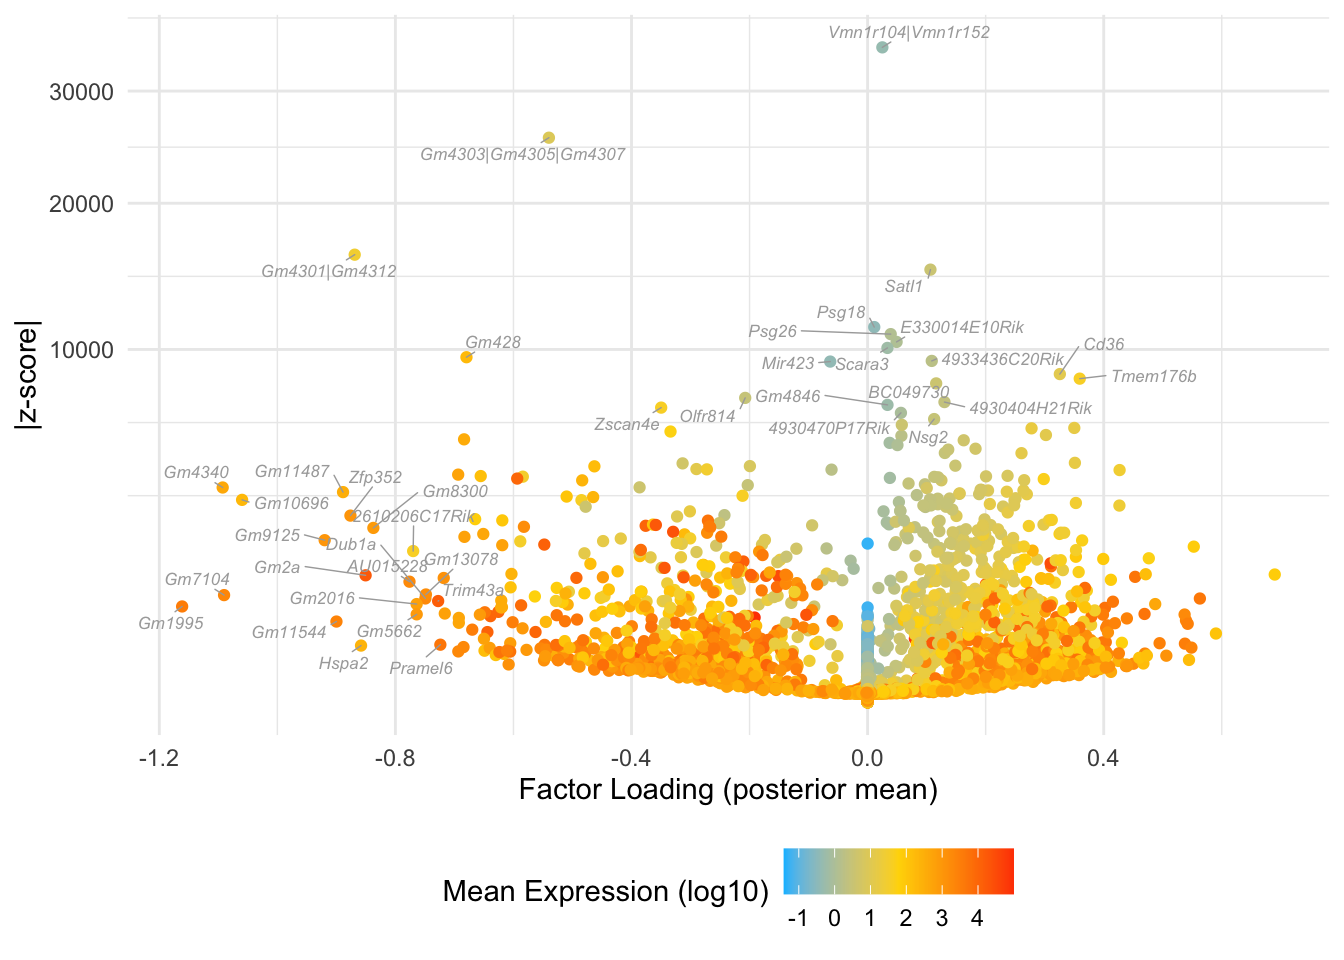 Vmn1r104|Vmn1r152
30000
Gm4303|Gm4305|Gm4307
20000
Gm4301|Gm4312
Satl1
Psg18
Psg26
E330014E10Rik
Gm428
10000
Cd36
Mir423
Scara3
4933436C20Rik
Tmem176b
BC049730
Gm4846
4930404H21Rik
Olfr814
Zscan4e
4930470P17Rik
Nsg2
|z-score|
Gm4340
Gm11487
Zfp352
Gm8300
Gm10696
2610206C17Rik
Gm9125
Dub1a
Gm13078
Gm2a
AU015228
Gm7104
Trim43a
Gm2016
Gm1995
Gm11544
Gm5662
Hspa2
Pramel6
-1.2
-0.8
-0.4
0.0
0.4
Factor Loading (posterior mean)
Mean Expression (log10)
-1 0 1 2 3 4